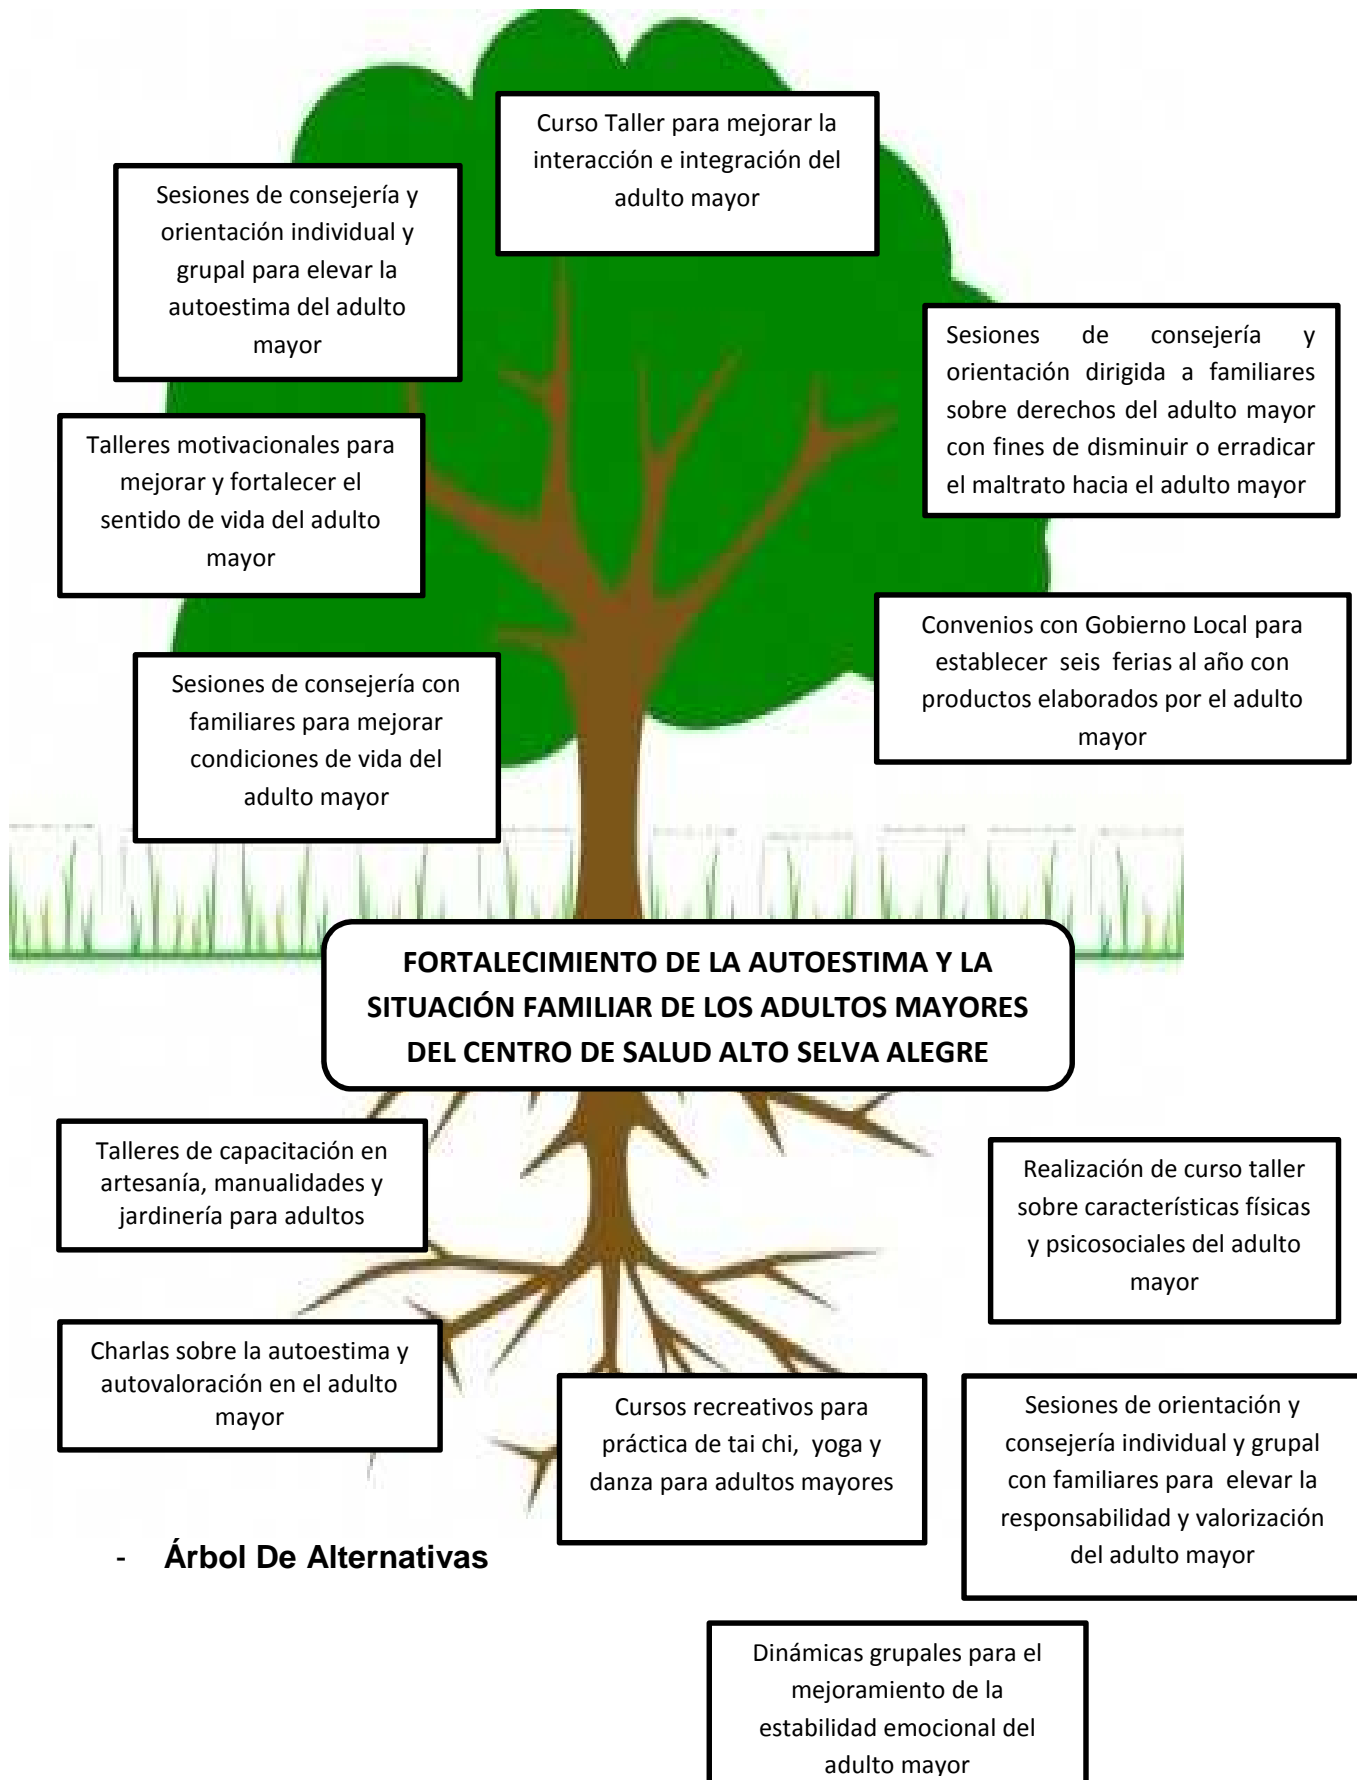 Curso Taller para mejorar la
interacción e integración del
adulto mayor
Sesiones de consejería y
orientación individual y
grupal para elevar la
autoestima del adulto
mayor
Sesiones de consejería y
orientación dirigida a familiares
sobre derechos del adulto mayor
con fines de disminuir o erradicar
el maltrato hacia el adulto mayor
Talleres motivacionales para
mejorar y fortalecer el
sentido de vida del adulto
mayor
Convenios con Gobierno Local para
establecer seis ferias al año con
productos elaborados por el adulto
mayor
Sesiones de consejería con
familiares para mejorar
condiciones de vida del
adulto mayor
FORTALECIMIENTO DE LA AUTOESTIMA Y LA
SITUACIÓN FAMILIAR DE LOS ADULTOS MAYORES
DEL CENTRO DE SALUD ALTO SELVA ALEGRE
Talleres de capacitación en
artesanía, manualidades y
jardinería para adultos
Realización de curso taller
sobre características físicas
y psicosociales del adulto
mayor
Charlas sobre la autoestima y
autovaloración en el adulto
mayor
Cursos recreativos para
práctica de tai chi, yoga y
danza para adultos mayores
Sesiones de orientación y
consejería individual y grupal
con familiares para elevar la
responsabilidad y valorización
del adulto mayor
- Árbol De Alternativas
Dinámicas grupales para el
mejoramiento de la
estabilidad emocional del
adulto mayor